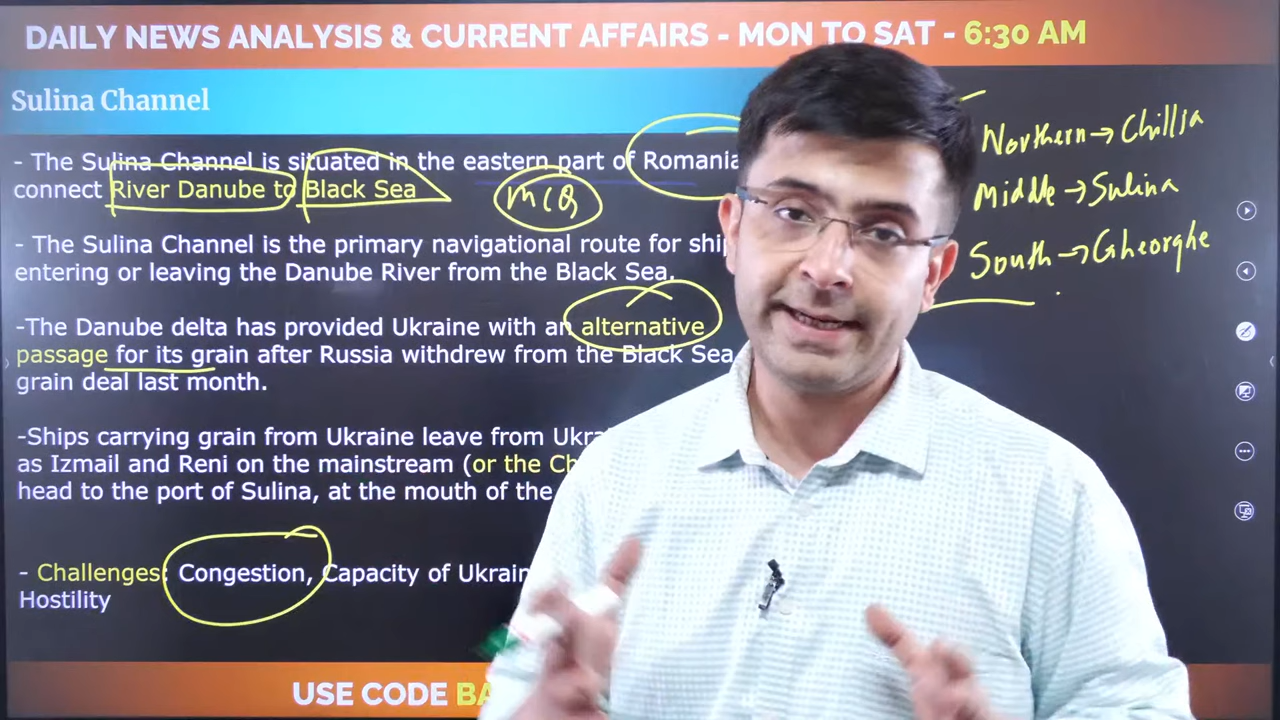 DAILY NEWS ANALYSIS & CURRENT AFFAIRS - MON TO SAT - 6:30 AM
Sulina Channel
- The Sulina Channel is situated in the eastern part of Romania
connect River Danube to Black Sea
MCQ
- The Sulina Channel is the primary navigational route for
entering or leaving the Danube River from the Black Sea.
-The Danube delta has provided Ukraine with an alternative
passage for its grain after Russia withdrew from the Black Sea
grain deal last month.
-Ships carrying grain from Ukraine leave from
as Izmail and Reni on the mainstream (or the
head to the port of Sulina, at the mouth of the
- Challenges: Congestion, Capacity of
Hostility
Northern → Chillia
Middle → Sulina
South → Gheorghe
USE CODE